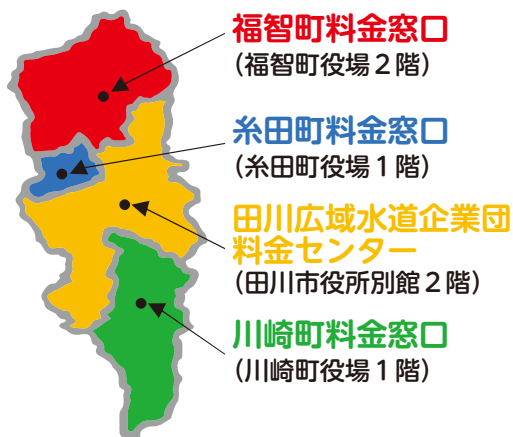 福智町料金窓口
（福智町役場２階）
糸田町料金窓口
（糸田町役場１階）
田川広域水道企業団
料金センター
（田川市役所別館２階）
川崎町料金窓口
（川崎町役場１階）